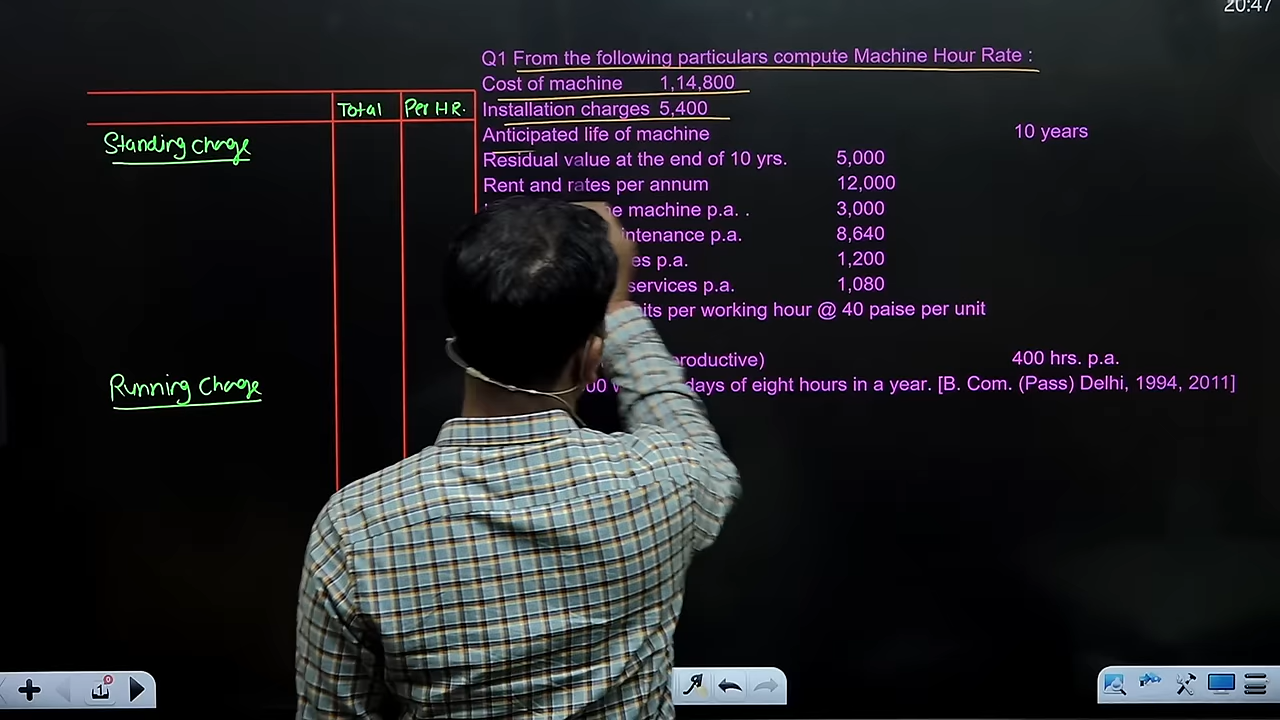 20:47
Q1 From the following particulars compute Machine Hour Rate :
Cost of machine 1,14,800
Total Per HR.
Installation charges 5,400
Standing charge
Anticipated life of machine 10 years
Residual value at the end of 10 yrs. 5,000
Rent and rates per annum 12,000
machine p.a. . 3,000
p.a. 8,640
p.a. 1,200
services p.a. 1,080
per working hour @ 40 paise per unit
productive) 400 hrs. p.a.
Running charge
days of eight hours in a year. [B. Com. (Pass) Delhi, 1994, 2011]